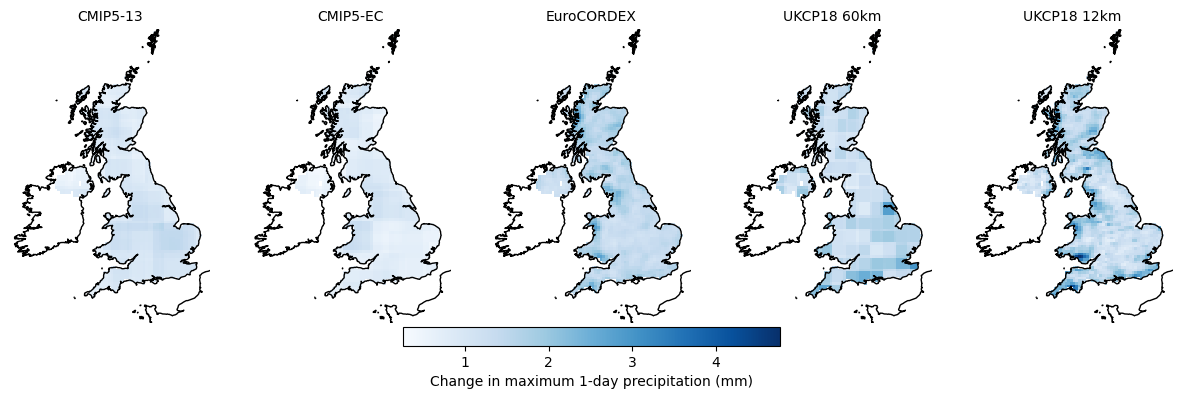 CMIP5-13 CMIP5-EC EuroCORDEX UKCP18 60km UKCP18 12km
1 2 3 4
Change in maximum 1-day precipitation (mm)